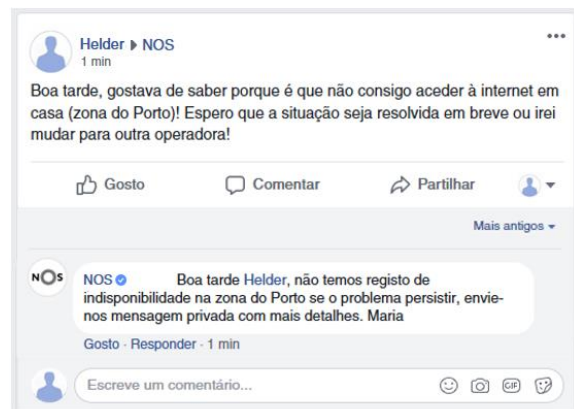 Helder ▸ NOS
1 min
Boa tarde, gostava de saber porque é que não consigo aceder à internet em
casa (zona do Porto)! Espero que a situação seja resolvida em breve ou irei
mudar para outra operadora!
Gosto Comentar Partilhar
Mais antigos
NOS
NOS Boa tarde Helder, não temos registo de
indisponibilidade na zona do Porto se o problema persistir, envie-
nos mensagem privada com mais detalhes. Maria
Gosto · Responder · 1 min
Escreve um comentário... GIF